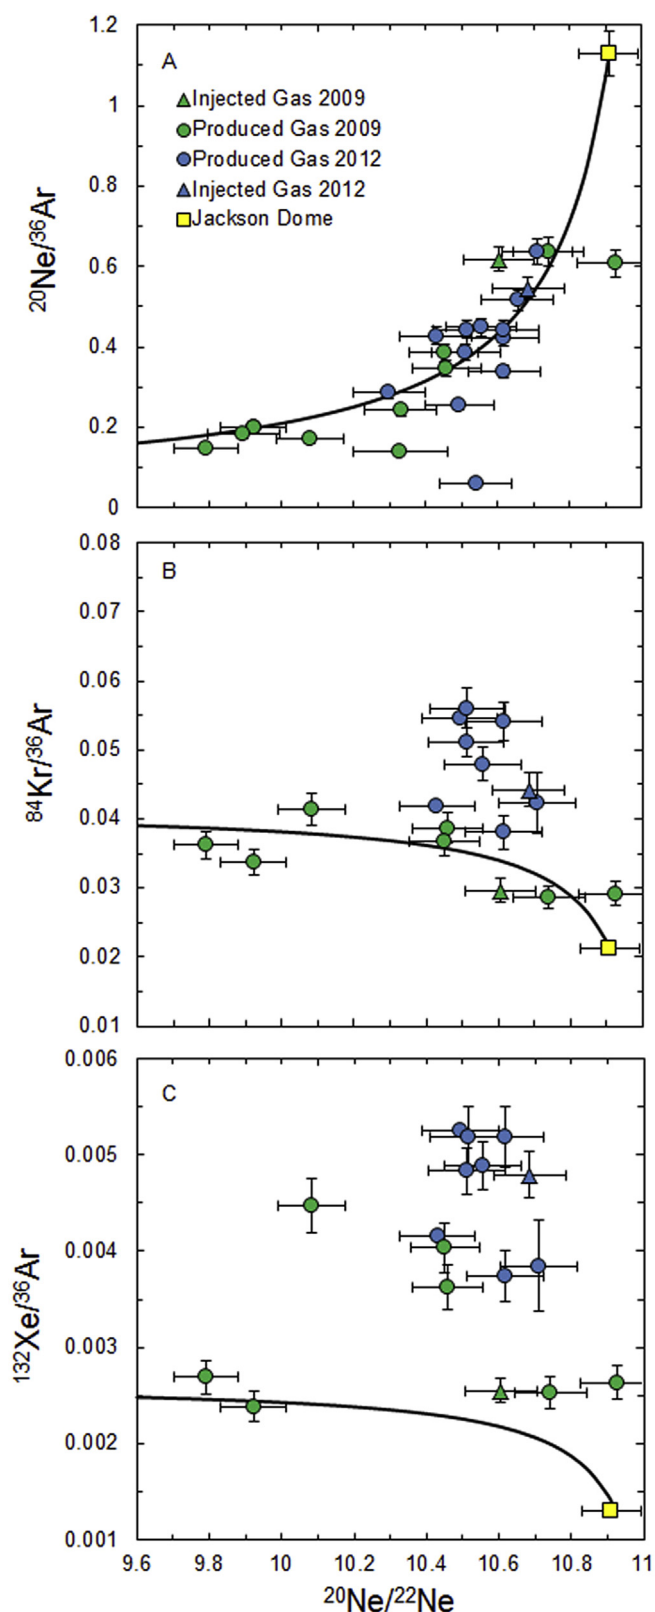 A
Injected Gas 2009
Produced Gas 2009
Produced Gas 2012
Injected Gas 2012
Jackson Dome
1.2
1
0.8
0.6
0.4
0.2
0
20Ne/36Ar
B
0.08
0.07
0.06
0.05
0.04
0.03
0.02
0.01
84Kr/36Ar
C
0.006
0.005
0.004
0.003
0.002
0.001
132Xe/36Ar
9.6 9.8 10 10.2 10.4 10.6 10.8 11
20Ne/22Ne